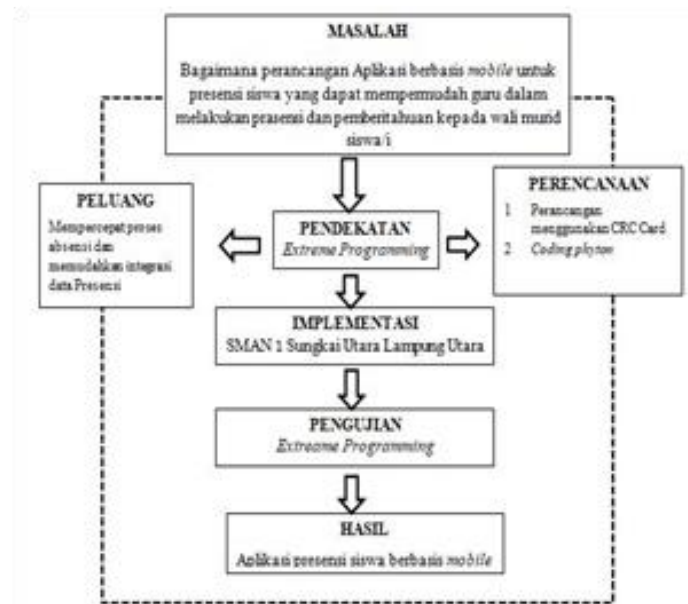 MASALAH
Bagaimana perancangan Aplikasi berbasis mobile untuk
presensi siswa yang dapat mempermudah guru dalam
melakukan prasensi dan pemberitahuan kepada wali murid
siswa/i
PELUANG
Mempercepat proses
absensi dan
memudahkan integrasi
data Presensi
PENDEKATAN
Extreme Programming
PERENCANAAN
1 Perancangan
menggunakan CRC Card
2 Coding phyton
IMPLEMENTASI
SMAN 1 Sungkai Utara Lampung Utara
PENGUJIAN
Extreame Programming
HASIL
Aplikasi presensi siswa berbasis mobile